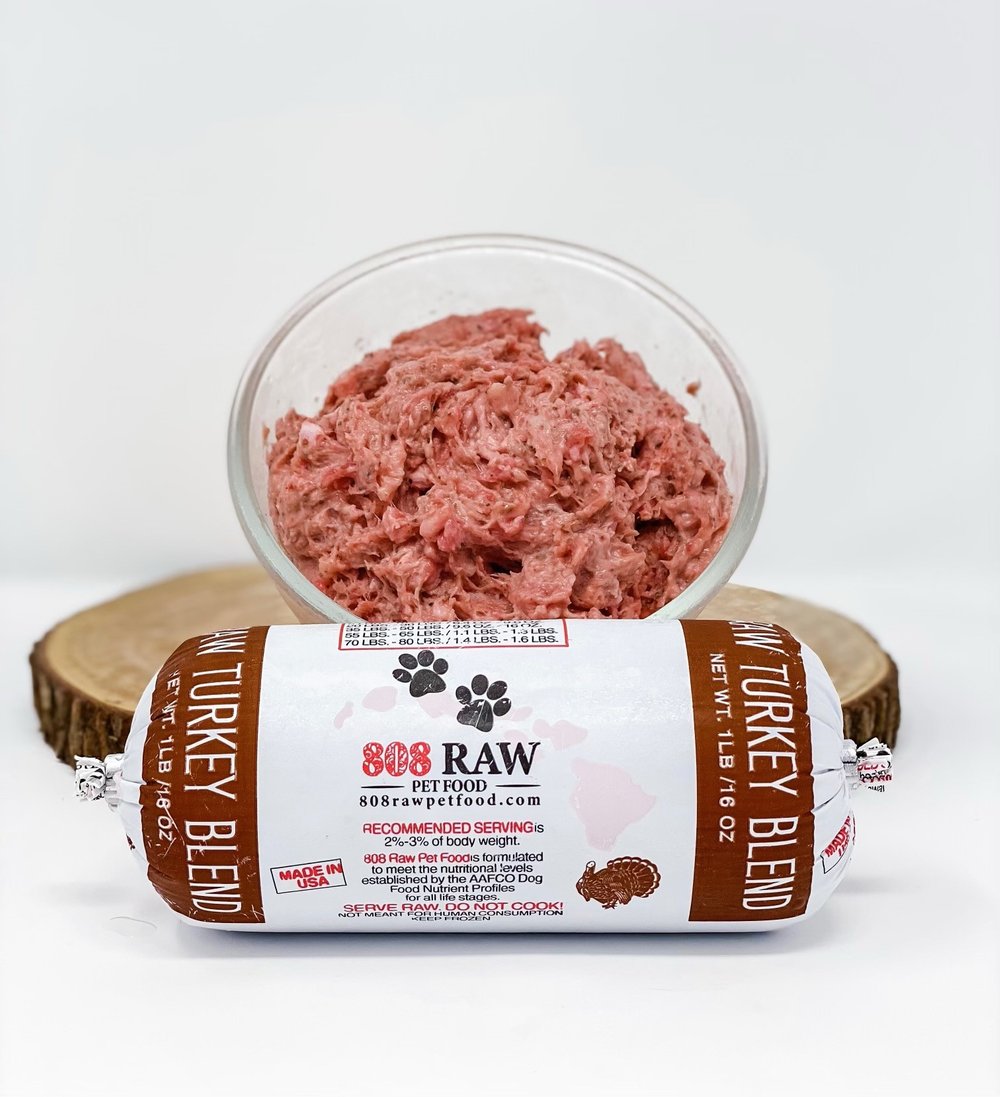 55 LBS. - 65 LBS. / 1.1 LBS. - 1.3 LBS.
70 LBS. - 80 LBS. / 1.4 LBS. - 1.6 LBS.
TURKEY BLEND
NET WT. 1LB /16 OZ
808 RAW
PET FOOD
808rawpetfood.com
RECOMMENDED SERVING is
2%-3% of body weight.
808 Raw Pet Food is formulated
to meet the nutritional levels
established by the AAFCO Dog
Food Nutrient Profiles
for all life stages.
SERVE RAW. DO NOT COOK!
NOT MEANT FOR HUMAN CONSUMPTION
KEEP FROZEN
MADE IN
USA
TURKEY BLEND
NET WT. 1LB /16 OZ
MADE IN